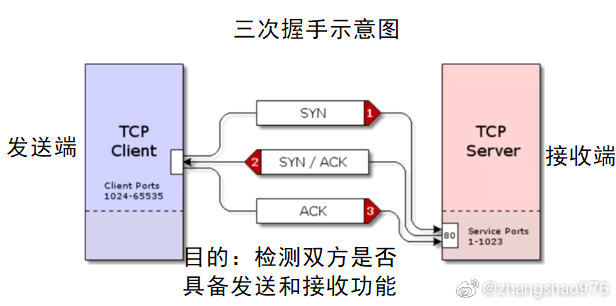 三次握手示意图
发送端
TCP
Client
Client Ports
1024-65535
SYN
1
2
SYN / ACK
ACK
3
TCP
Server
80
Service Ports
1-1023
接收端
目的：检测双方是否
具备发送和接收功能
@zhangshao976